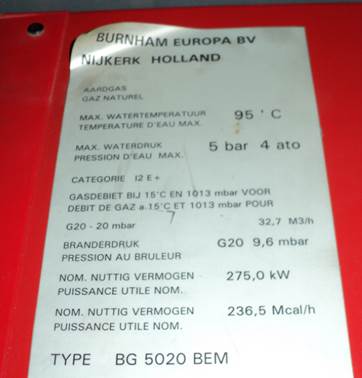 BURNHAM EUROPA BV
NIJKERK HOLLAND
AARDGAS
GAZ NATUREL
MAX. WATERTEMPERATUUR 95 ° C
TEMPERATURE D'EAU MAX.
MAX. WATERDRUK 5 bar 4 ato
PRESSION D'EAU MAX.
CATEGORIE I2 E +
GASDEBIET BIJ 15°C EN 1013 mbar VOOR
DEBIT DE GAZ a 15°C ET 1013 mbar POUR
G20 - 20 mbar 32,7 M3/h
BRANDERDRUK G20 9,6 mbar
PRESSION AU BRULEUR
NOM. NUTTIG VERMOGEN 275,0 kW
PUISSANCE UTILE NOM.
NOM. NUTTIG VERMOGEN 236,5 Mcal/h
PUISSANCE UTILE NOM.
TYPE BG 5020 BEM